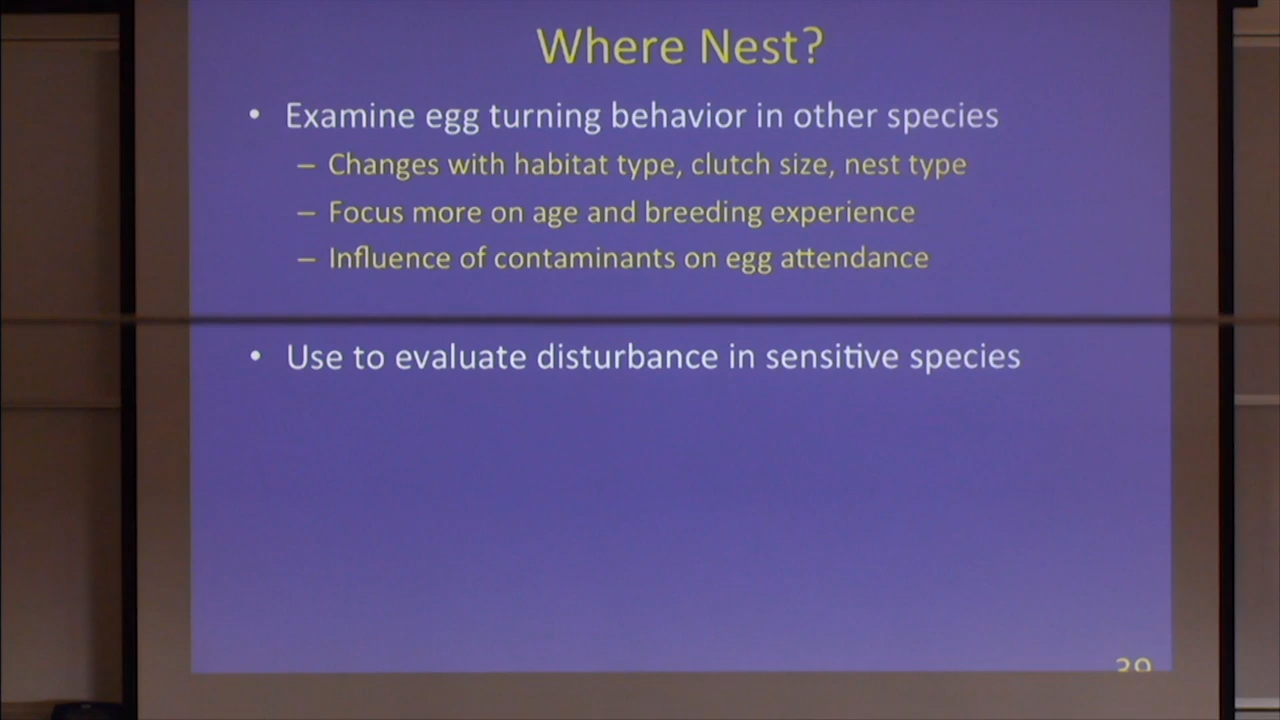 Where Nest?
• Examine egg turning behavior in other species
– Changes with habitat type, clutch size, nest type
– Focus more on age and breeding experience
– Influence of contaminants on egg attendance
• Use to evaluate disturbance in sensitive species